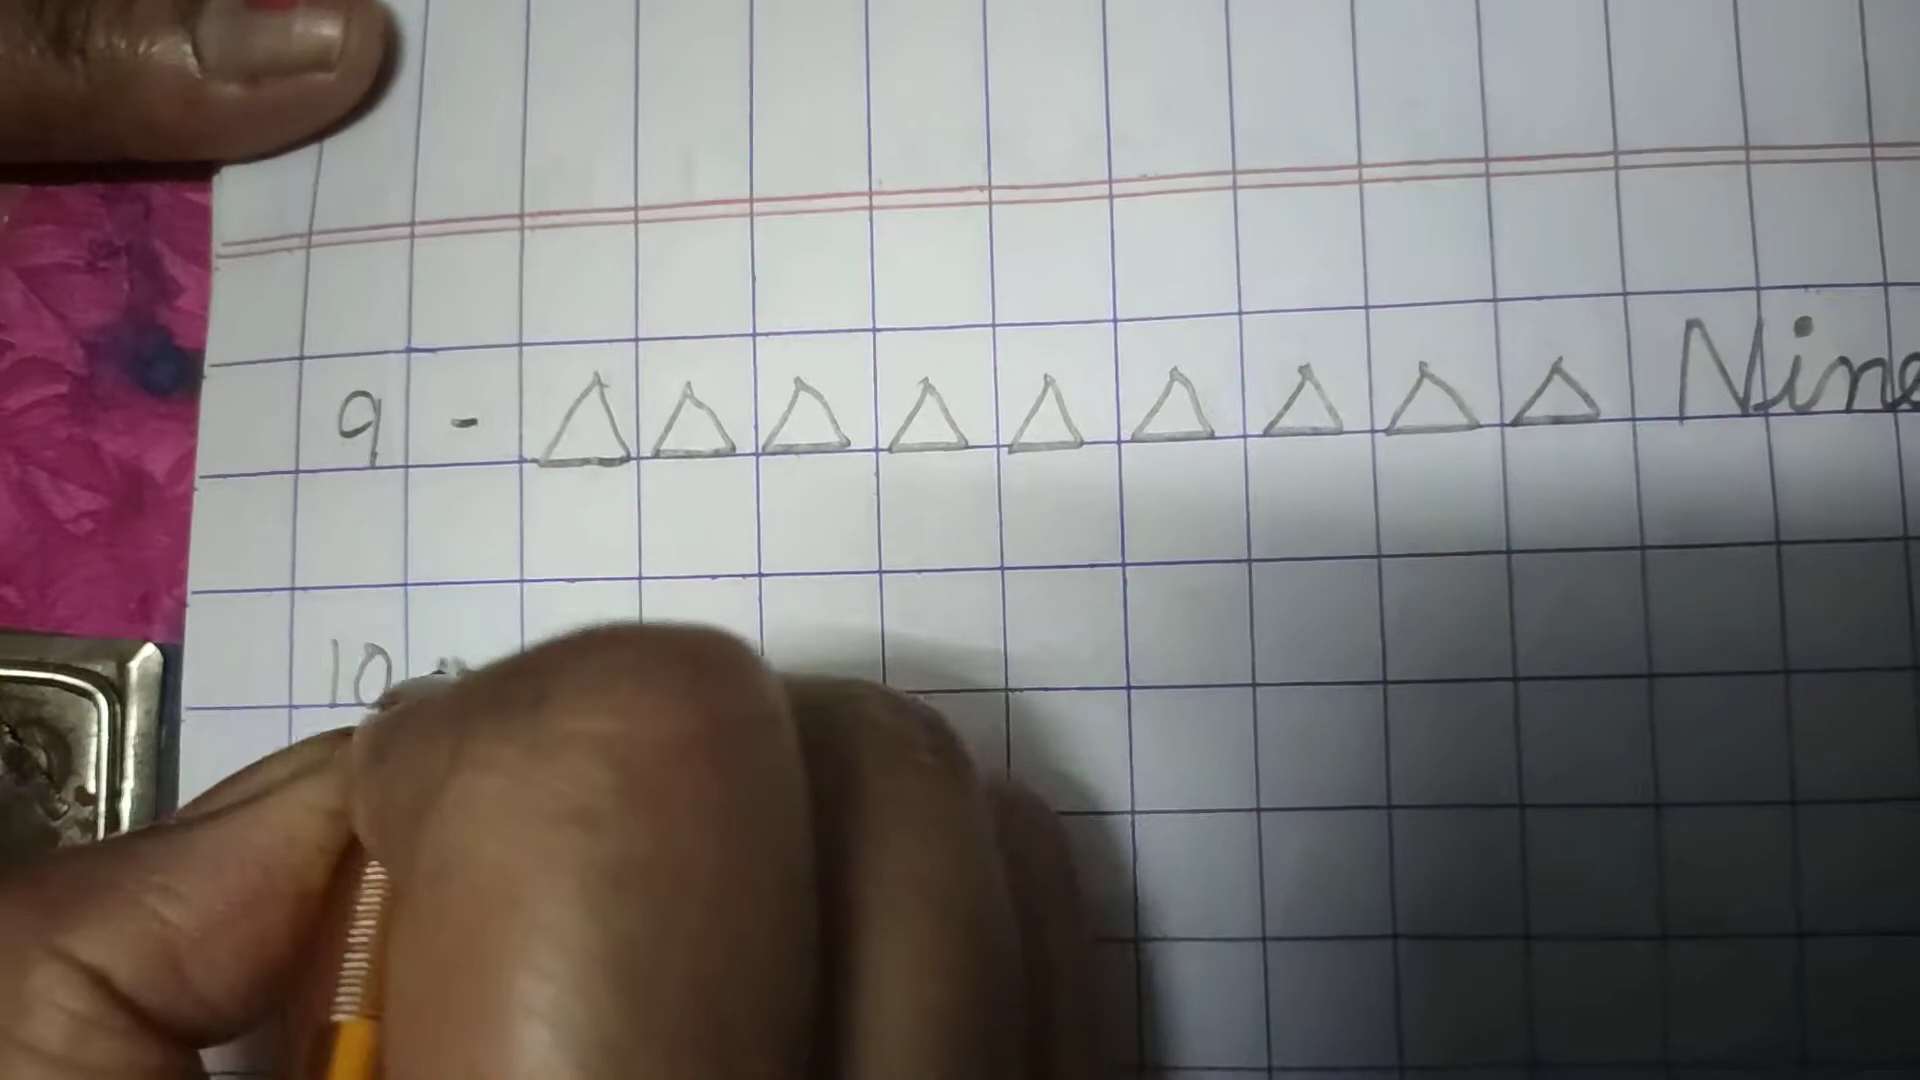 9 - △ △ △ △ △ △ △ △ △ Nine
10 -